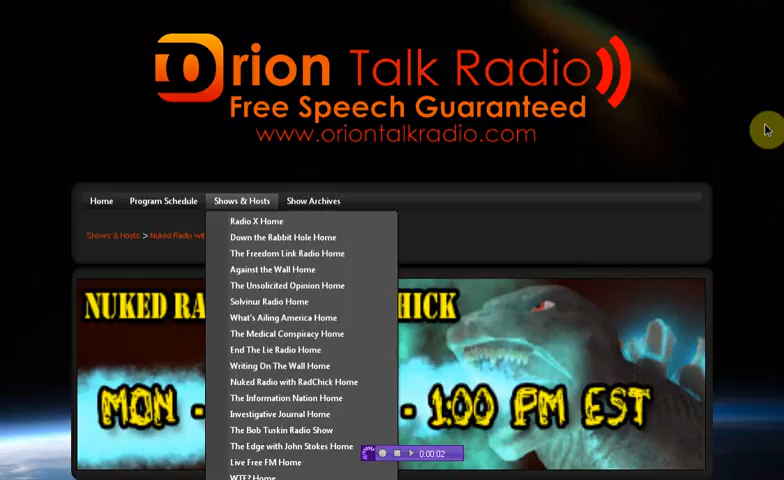 Orion Talk Radio
Free Speech Guaranteed
www.oriontalkradio.com
Home Program Schedule Shows & Hosts Show Archives
Shows & Hosts > Nuked Radio wit
Radio X Home
Down the Rabbit Hole Home
The Freedom Link Radio Home
Against the Wall Home
The Unsolicited Opinion Home
Solvinur Radio Home
What's Ailing America Home
The Medical Conspiracy Home
End The Lie Radio Home
Writing On The Wall Home
Nuked Radio with RadChick Home
The Information Nation Home
Investigative Journal Home
The Bob Tuskin Radio Show
The Edge with John Stokes Home
Live Free FM Home
WTF? Home
NUKED RA
HICK
MON -
- 1:00 PM EST
0:00:02